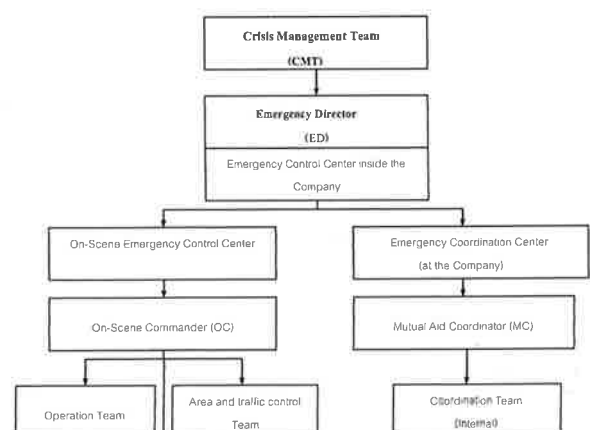 Crisis Management Team
(CMT)
Emergency Director
(ED)
Emergency Control Center inside the
Company
On-Scene Emergency Control Center
Emergency Coordination Center
(at the Company)
On-Scene Commander (OC)
Mutual Aid Coordinator (MC)
Operation Team
Area and traffic control
Team
Coordination Team
(Internal)